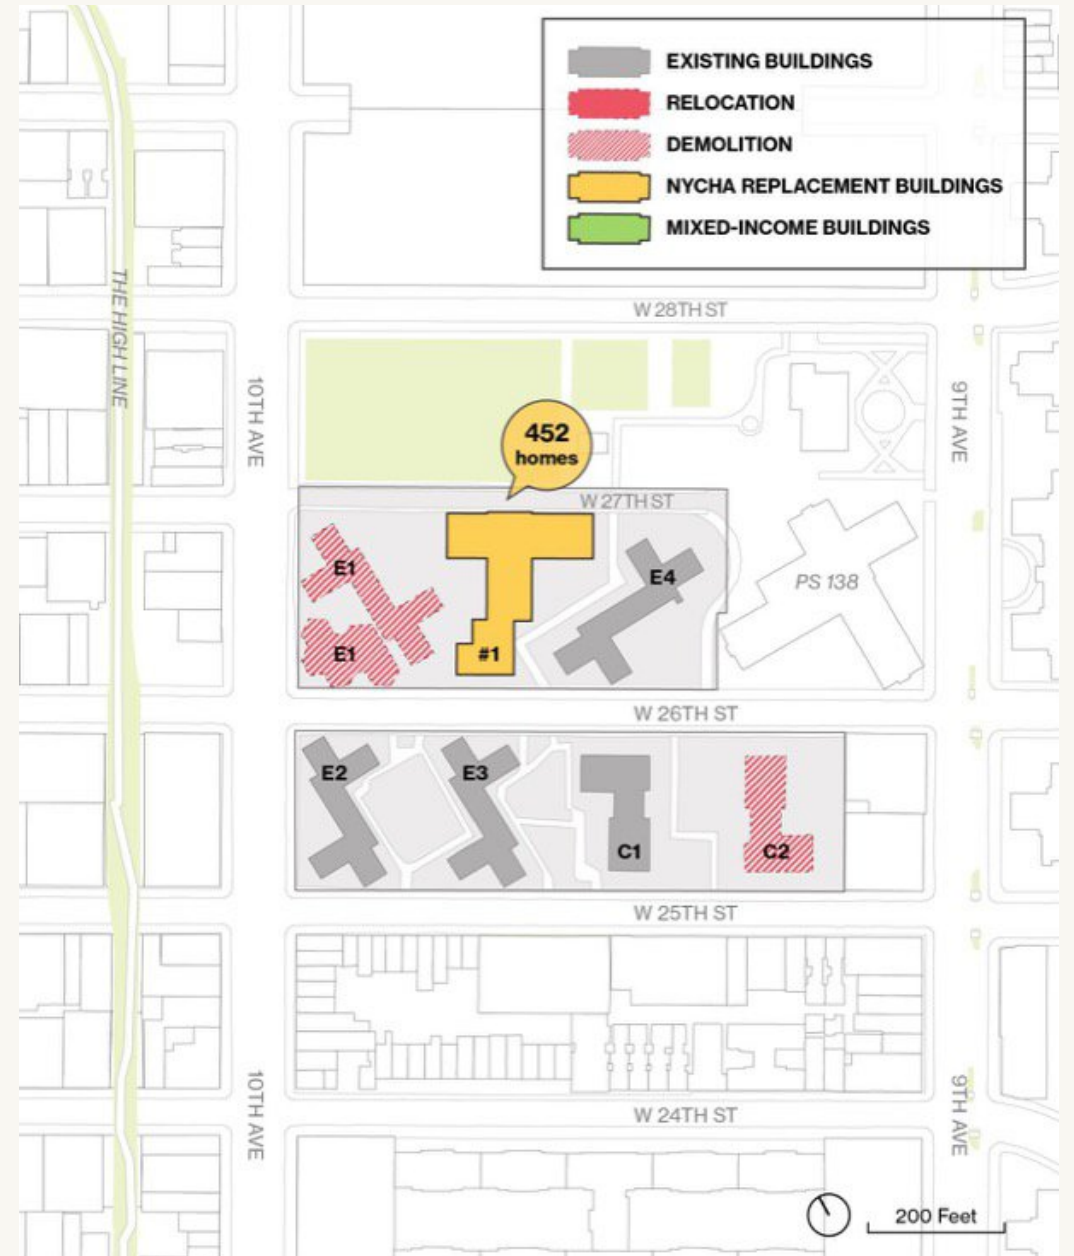 EXISTING BUILDINGS
RELOCATION
DEMOLITION
NYCHA REPLACEMENT BUILDINGS
MIXED-INCOME BUILDINGS
THE HIGH LINE
W 28TH ST
10TH AVE
9TH AVE
452
homes
W 27TH ST
E1
E4
PS 138
E1
#1
W 26TH ST
E2
E3
C1
C2
W 25TH ST
10TH AVE
9TH AVE
W 24TH ST
200 Feet